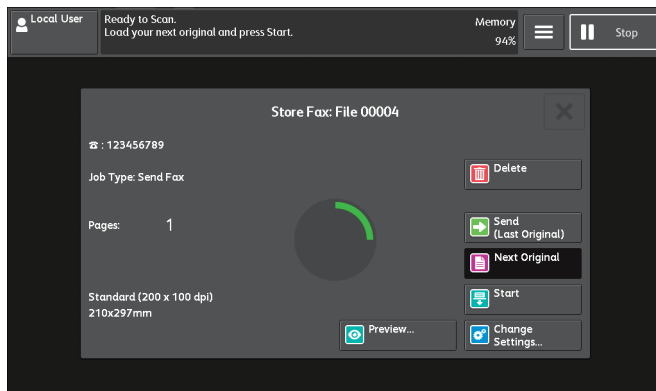 Local User
Ready to Scan.
Load your next original and press Start.
Memory
94%
Stop
Store Fax: File 00004
☎ : 123456789
Job Type: Send Fax
Delete
Pages: 1
Send
(Last Original)
Next Original
Standard (200 x 100 dpi)
210x297mm
Start
Preview...
Change
Settings...